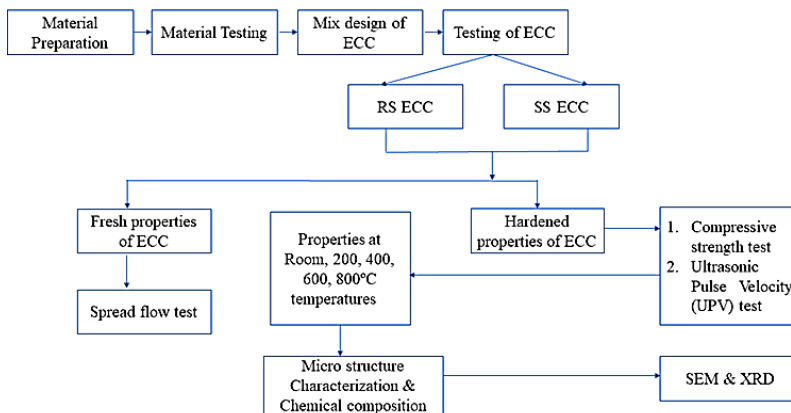 Material
Preparation
Material Testing
Mix design of
ECC
Testing of ECC
RS ECC
SS ECC
Fresh properties
of ECC
Hardened
properties of ECC
1. Compressive
strength test
2. Ultrasonic
Pulse Velocity
(UPV) test
Properties at
Room, 200, 400,
600, 800°C
temperatures
Spread flow test
Micro structure
Characterization &
Chemical composition
SEM & XRD